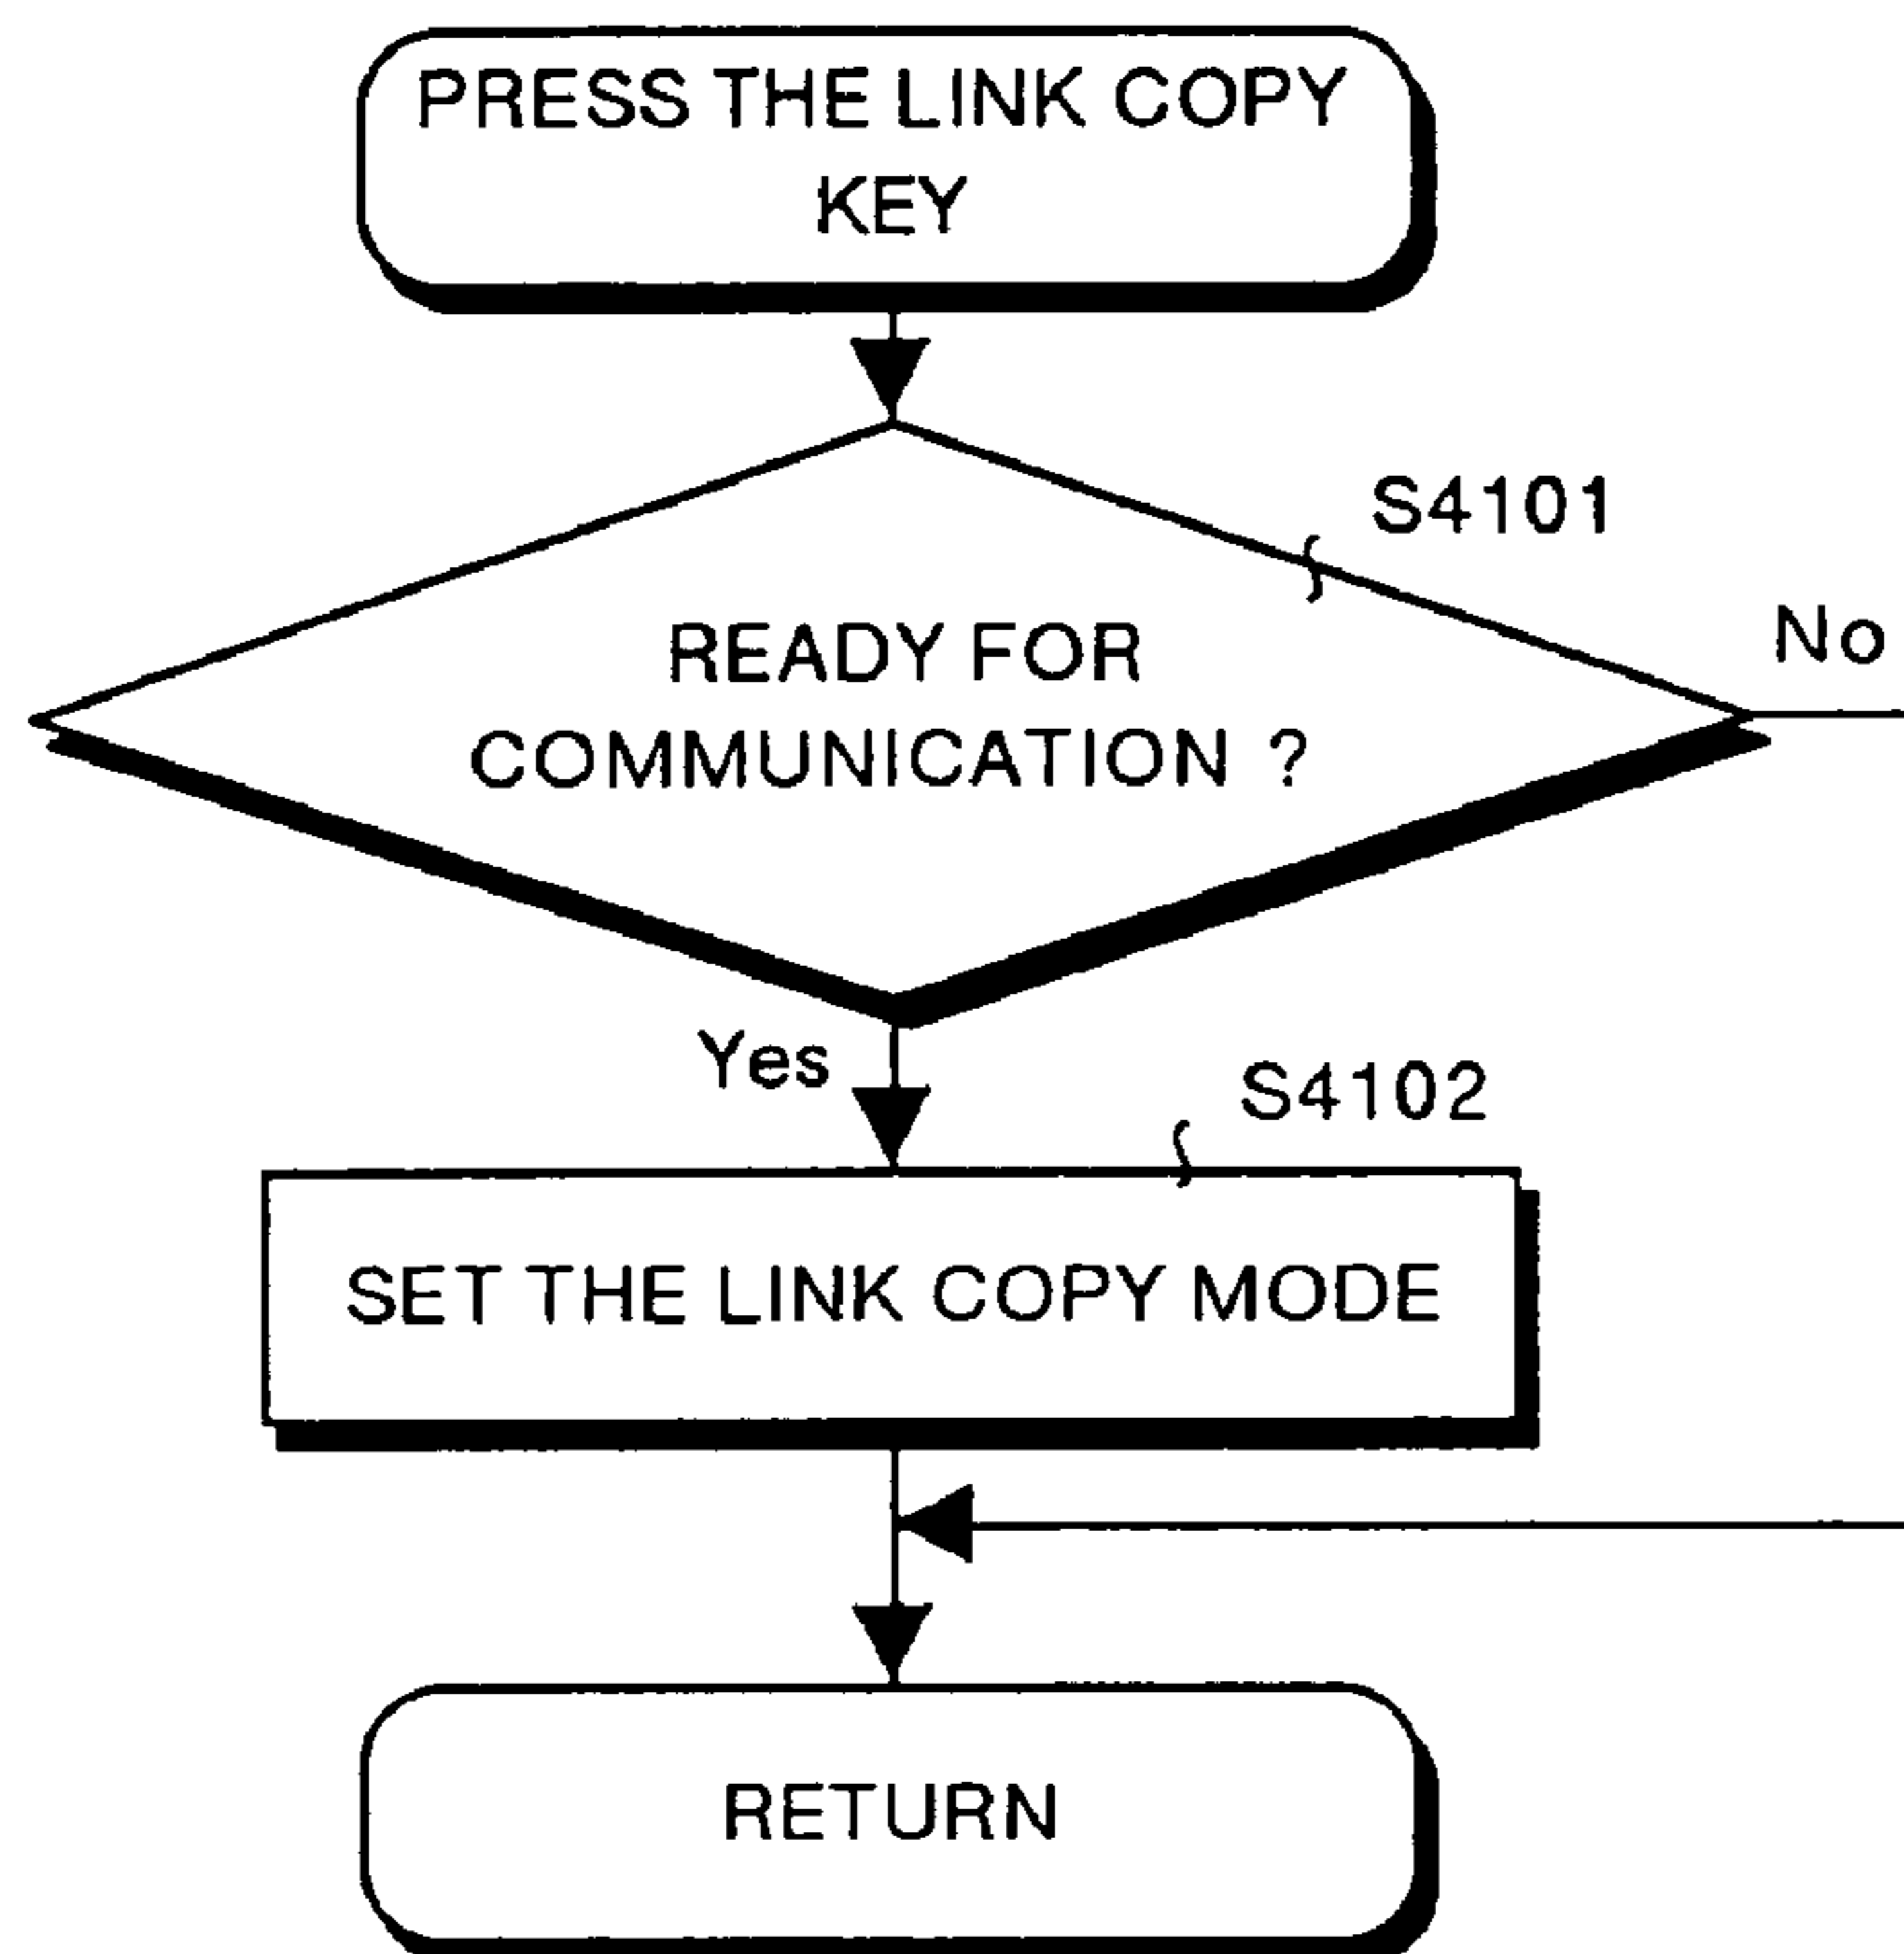 PRESS THE LINK COPY
KEY
S4101
No
READY FOR
COMMUNICATION ?
Yes
S4102
SET THE LINK COPY MODE
RETURN